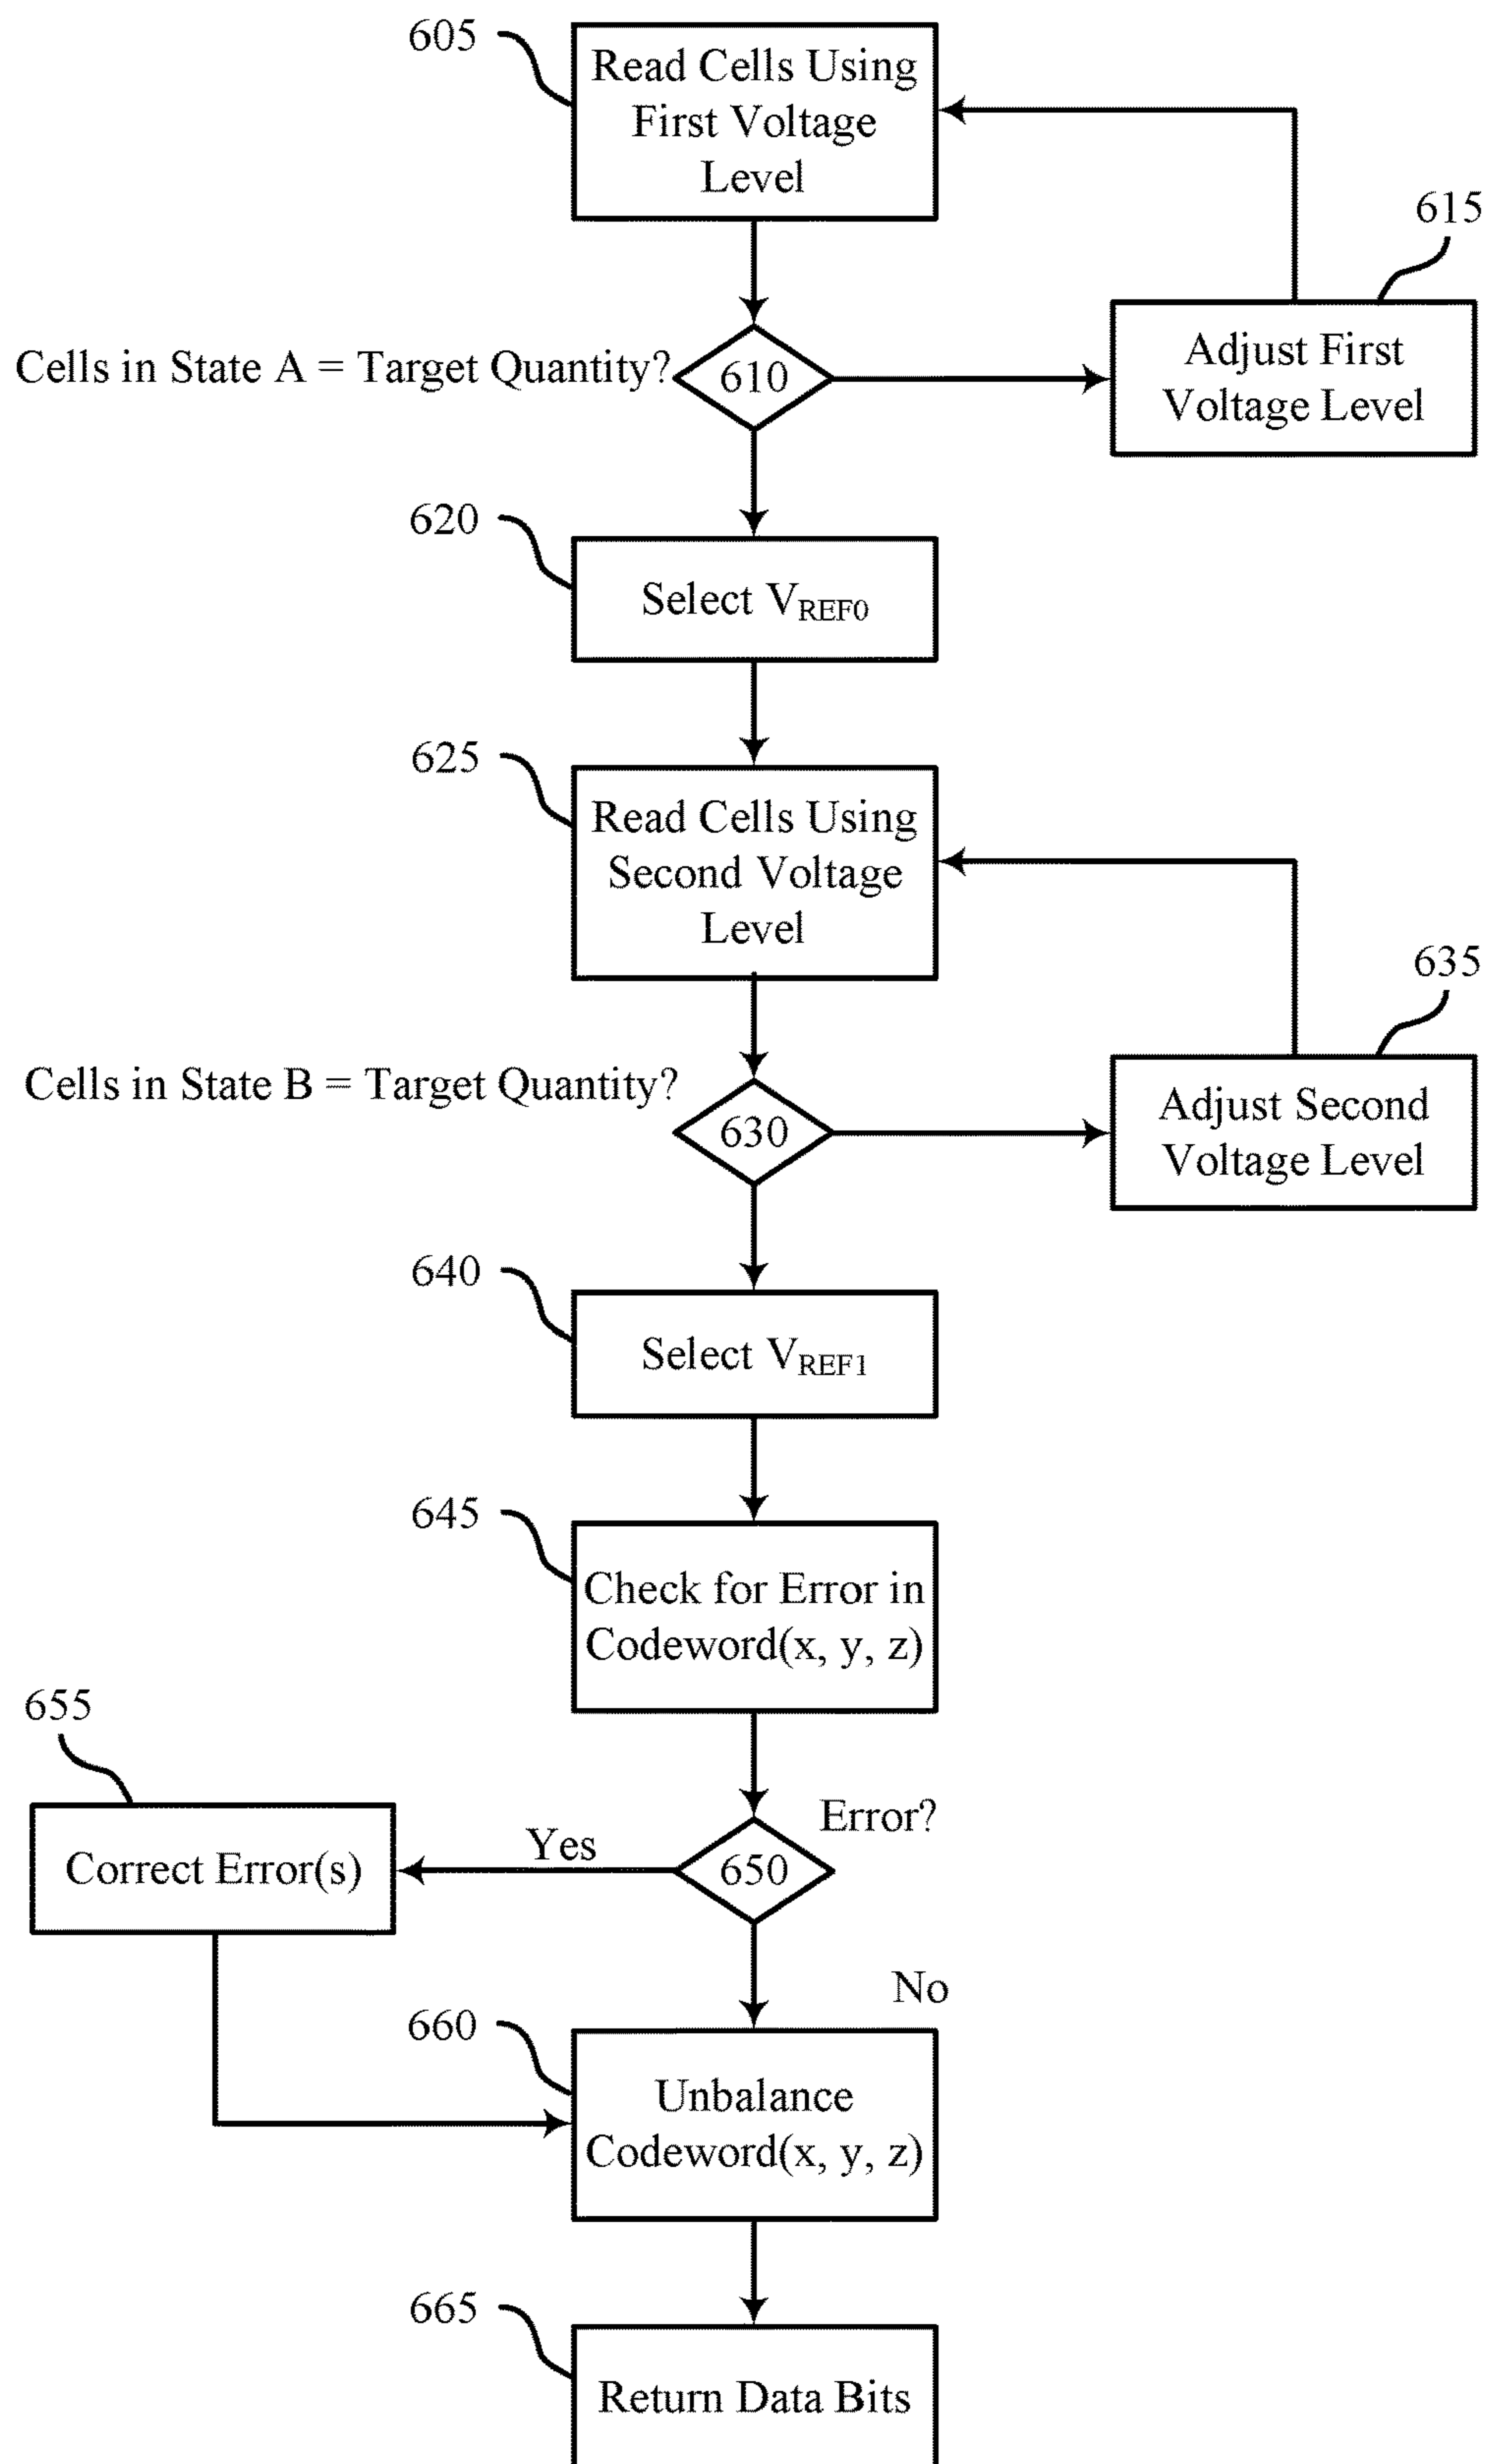 605
Read Cells Using
First Voltage
Level
615
Cells in State A = Target Quantity?
610
Adjust First
Voltage Level
620
Select VREF0
625
Read Cells Using
Second Voltage
Level
635
Cells in State B = Target Quantity?
630
Adjust Second
Voltage Level
640
Select VREF1
645
Check for Error in
Codeword(x, y, z)
655
Error?
Correct Error(s)
Yes
650
No
660
Unbalance
Codeword(x, y, z)
665
Return Data Bits